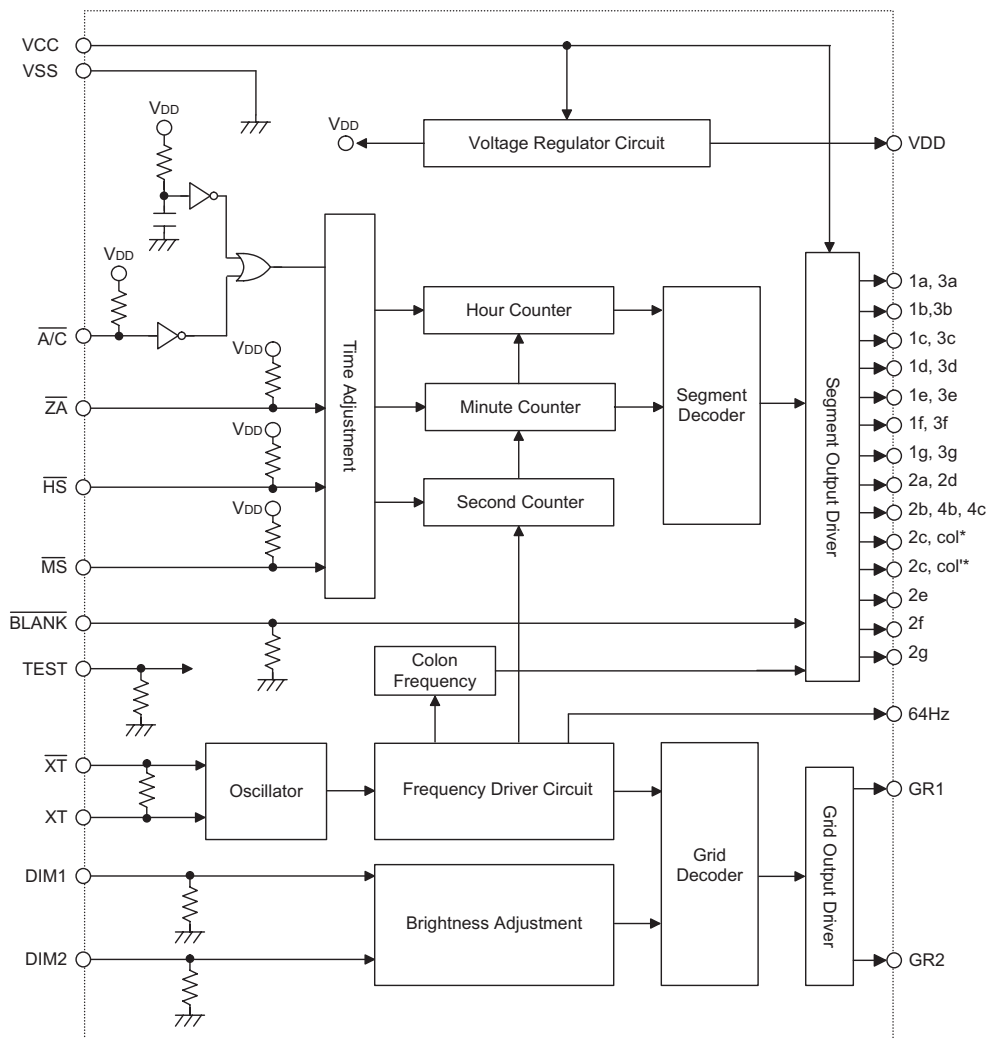 VCC
VSS
VDD
VDD
Voltage Regulator Circuit
VDD
VDD
A/C
VDD
ZA
VDD
HS
VDD
MS
Time Adjustment
Hour Counter
Minute Counter
Second Counter
Segment
Decoder
Segment Output Driver
1a, 3a
1b,3b
1c, 3c
1d, 3d
1e, 3e
1f, 3f
1g, 3g
2a, 2d
2b, 4b, 4c
2c, col*
2c, col'*
2e
2f
2g
BLANK
TEST
Colon
Frequency
64Hz
XT
XT
Oscillator
Frequency Driver Circuit
Grid
Decoder
Grid Output Driver
GR1
GR2
DIM1
DIM2
Brightness Adjustment